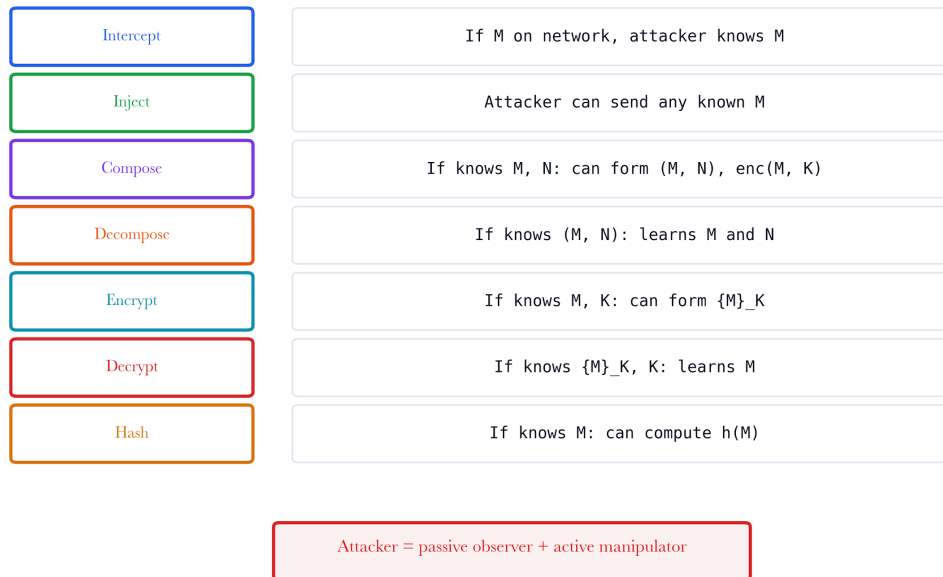 Intercept If M on network, attacker knows M
Inject Attacker can send any known M
Compose If knows M, N: can form (M, N), enc(M, K)
Decompose If knows (M, N): learns M and N
Encrypt If knows M, K: can form {M}_K
Decrypt If knows {M}_K, K: learns M
Hash If knows M: can compute h(M)
Attacker = passive observer + active manipulator